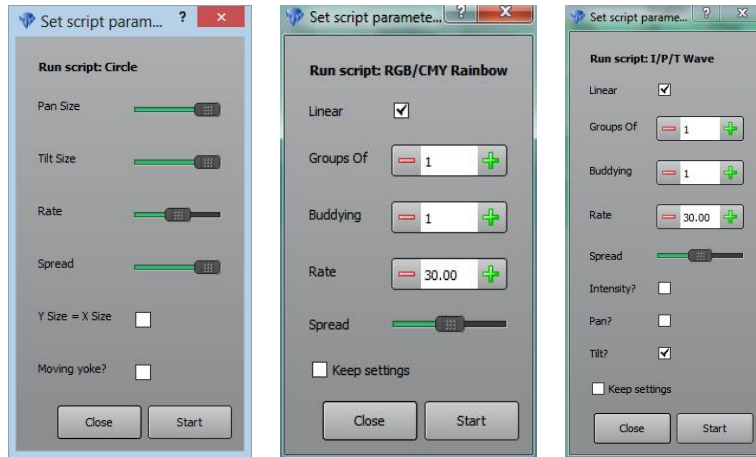 Set script param... ?
Run script: Circle
Pan Size
Tilt Size
Rate
Spread
Y Size = X Size
Moving yoke?
Close Start
Set script paramete... ?
Run script: RGB/CMY Rainbow
Linear
Groups Of 1
Buddying 1
Rate 30.00
Spread
Keep settings
Close Start
Set script parame... ?
Run script: I/P/T Wave
Linear
Groups Of 1
Buddying 1
Rate 30.00
Spread
Intensity?
Pan?
Tilt?
Keep settings
Close Start